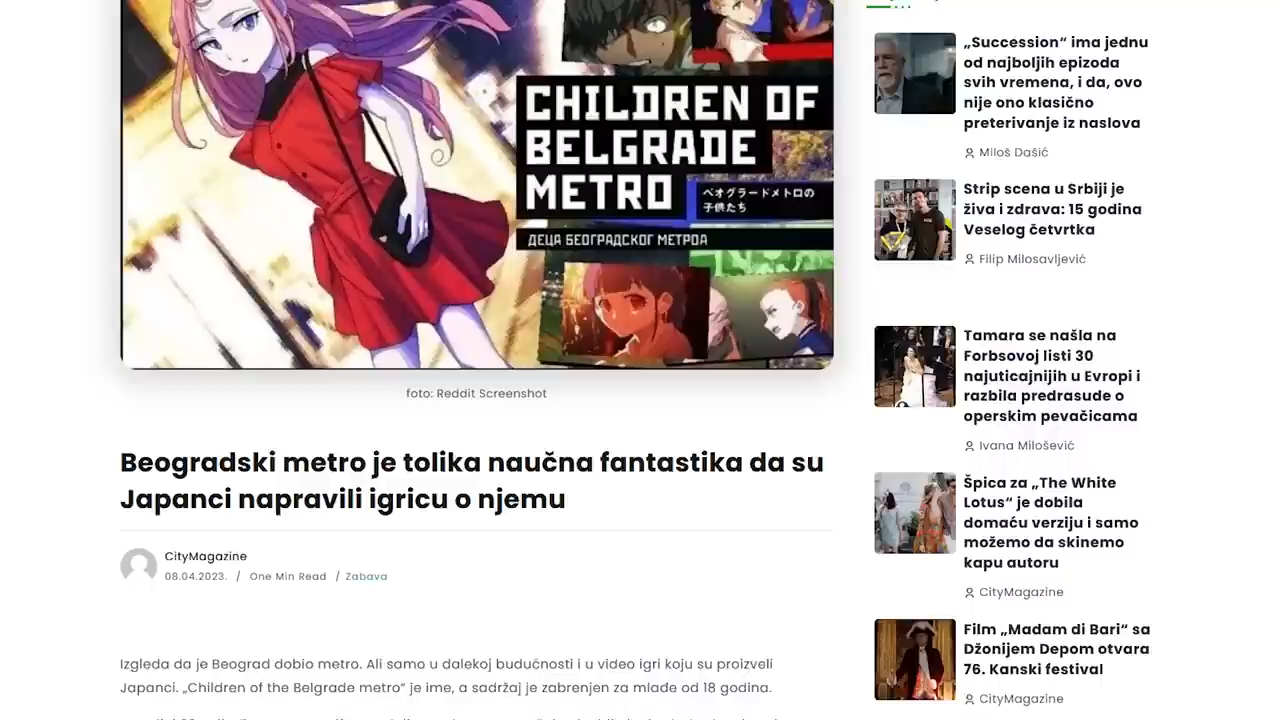 CHILDREN OF
BELGRADE
METRO
ベオグラードメトロの
子供たち
ДЕЦА БЕОГРАДСКОГ МЕТРОА
foto: Reddit Screenshot
Beogradski metro je tolika naučna fantastika da su
Japanci napravili igricu o njemu
CityMagazine
08.04.2023. / One Min Read / Zabava
Izgleda da je Beograd dobio metro. Ali samo u dalekoj budućnosti i u video igri koju su proizveli
Japanci. „Children of the Belgrade metro“ je ime, a sadržaj je zabrenjen za mlađe od 18 godina.
„Succession“ ima jednu
od najboljih epizoda
svih vremena, i da, ovo
nije ono klasično
preterivanje iz naslova
Miloš Dašić
Strip scena u Srbiji je
živa i zdrava: 15 godina
Veselog četvrtka
Filip Milosavljević
Tamara se našla na
Forbsovoj listi 30
najuticajnijih u Evropi i
razbila predrasude o
operskim pevačicama
Ivana Milošević
Špica za „The White
Lotus“ je dobila
domaću verziju i samo
možemo da skinemo
kapu autoru
CityMagazine
Film „Madam di Bari“ sa
Džonijem Depom otvara
76. Kanski festival
CityMagazine